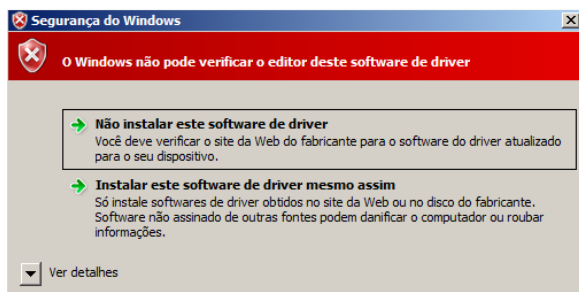 Segurança do Windows
O Windows não pode verificar o editor deste software de driver
Não instalar este software de driver
Você deve verificar o site da Web do fabricante para o software do driver atualizado
para o seu dispositivo.
Instalar este software de driver mesmo assim
Só instale softwares de driver obtidos no site da Web ou no disco do fabricante.
Software não assinado de outras fontes podem danificar o computador ou roubar
informações.
Ver detalhes